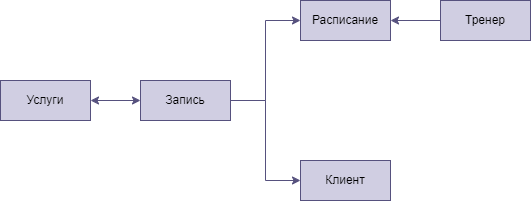 Расписание
Тренер
Услуги
Запись
Клиент